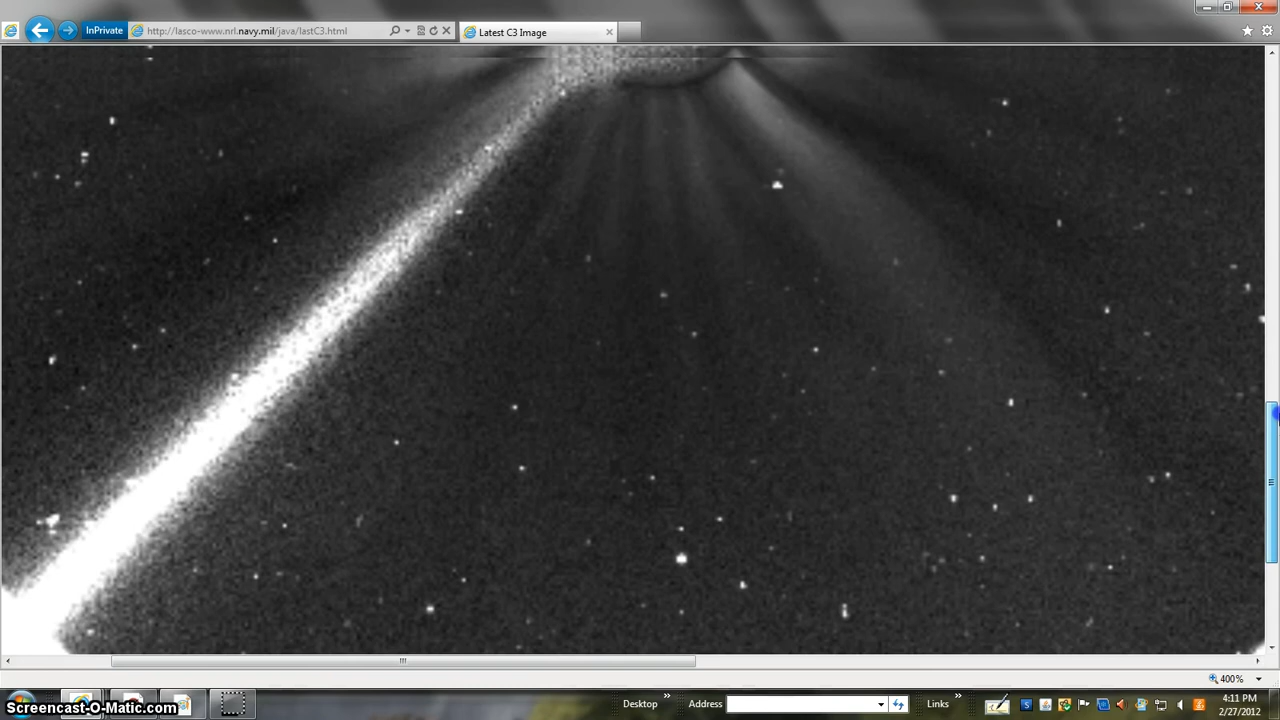 InPrivate
http://lasco-www.nrl.navy.mil/java/lastC3.html
Latest C3 Image
400%
Desktop
Address
Links
4:11 PM
2/27/2012
Screencast-O-Matic.com